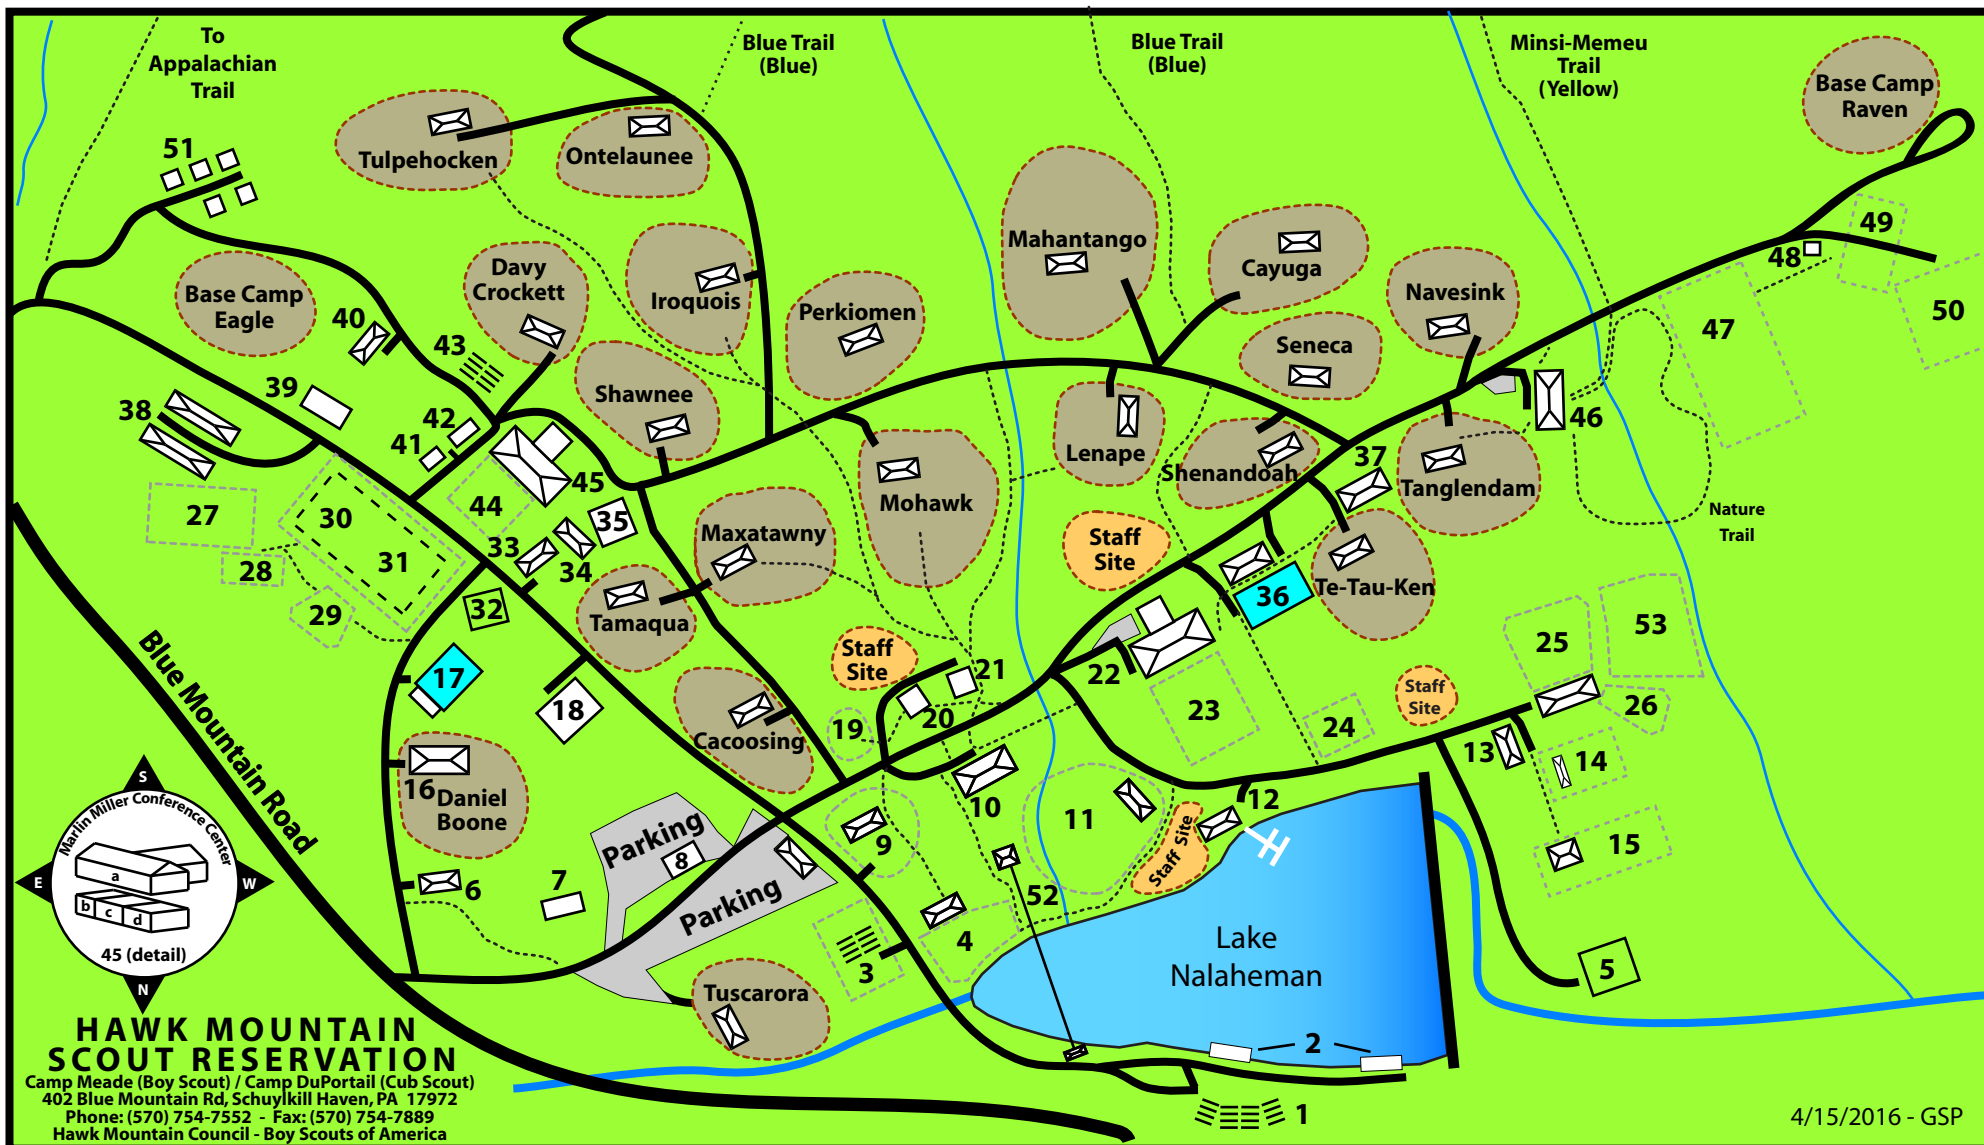 To
Appalachian
Trail
Blue Trail
(Blue)
Blue Trail
(Blue)
Minsi-Memeu
Trail
(Yellow)
Base Camp
Raven
51
Tulpehocken
Ontelaunee
Mahantango
Cayuga
Navesink
49
48
50
47
Base Camp
Eagle
40
43
Davy
Crockett
Iroquois
Perkiomen
Seneca
39
38
42
41
Shawnee
Lenape
46
37
Shenandoah
Tanglendam
27
30
31
28
29
44
45
35
33
34
Mohawk
Maxatawny
Staff
Site
Nature
Trail
32
Tamaqua
36
Te-Tau-Ken
25
53
Blue Mountain Road
17
18
Staff
Site
21
20
19
22
23
24
Staff
Site
26
13
14
15
Cacoosing
16
Daniel
Boone
10
11
12
Staff Site
Parking
8
Parking
9
7
6
52
3
4
5
Lake
Nalaheman
Tuscarora
2
1
S
E
W
N
Marlin Miller Conference Center
a
b
c
d
45 (detail)
HAWK MOUNTAIN
SCOUT RESERVATION
Camp Meade (Boy Scout) / Camp DuPortail (Cub Scout)
402 Blue Mountain Rd, Schuylkill Haven, PA 17972
Phone: (570) 754-7552 - Fax: (570) 754-7889
Hawk Mountain Council - Boy Scouts of America
4/15/2016 - GSP